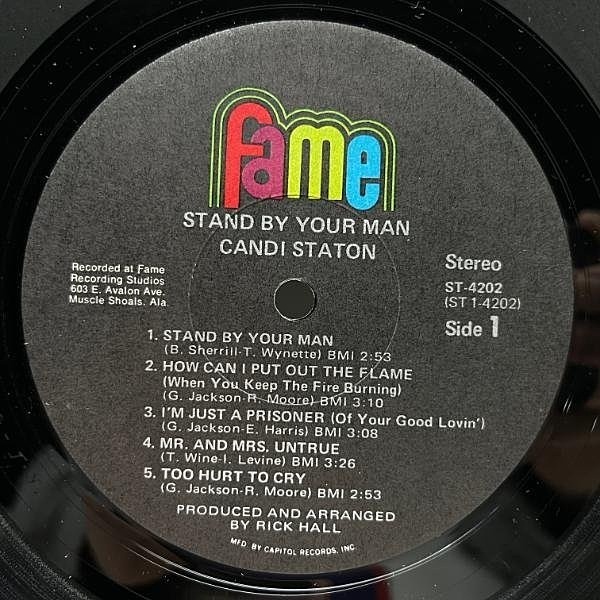 fame
STAND BY YOUR MAN
CANDI STATON
Recorded at Fame
Recording Studios
603 E. Avalon Ave.
Muscle Shoals, Ala.
Stereo
ST-4202
(ST 1-4202)
Side 1
1. STAND BY YOUR MAN
(B. Sherrill-T. Wynette) BMI 2:53
2. HOW CAN I PUT OUT THE FLAME
(When You Keep The Fire Burning)
(G. Jackson-R. Moore) BMI 3:10
3. I'M JUST A PRISONER (Of Your Good Lovin')
(G. Jackson-E. Harris) BMI 3:08
4. MR. AND MRS. UNTRUE
(T. Wine-I. Levine) BMI 3:26
5. TOO HURT TO CRY
(G. Jackson-R. Moore) BMI 2:53
PRODUCED AND ARRANGED
BY RICK HALL
MFD. BY CAPITOL RECORDS, INC.